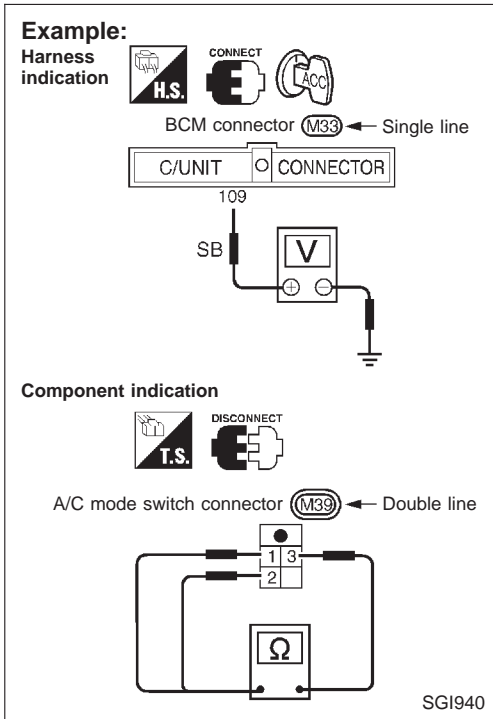 Example:
Harness indication
H.S.
CONNECT
ACC
BCM connector M33 Single line
C/UNIT CONNECTOR
109
SB
V
+ −
Component indication
T.S.
DISCONNECT
A/C mode switch connector M39 Double line
1 3
2
Ω
SGI940